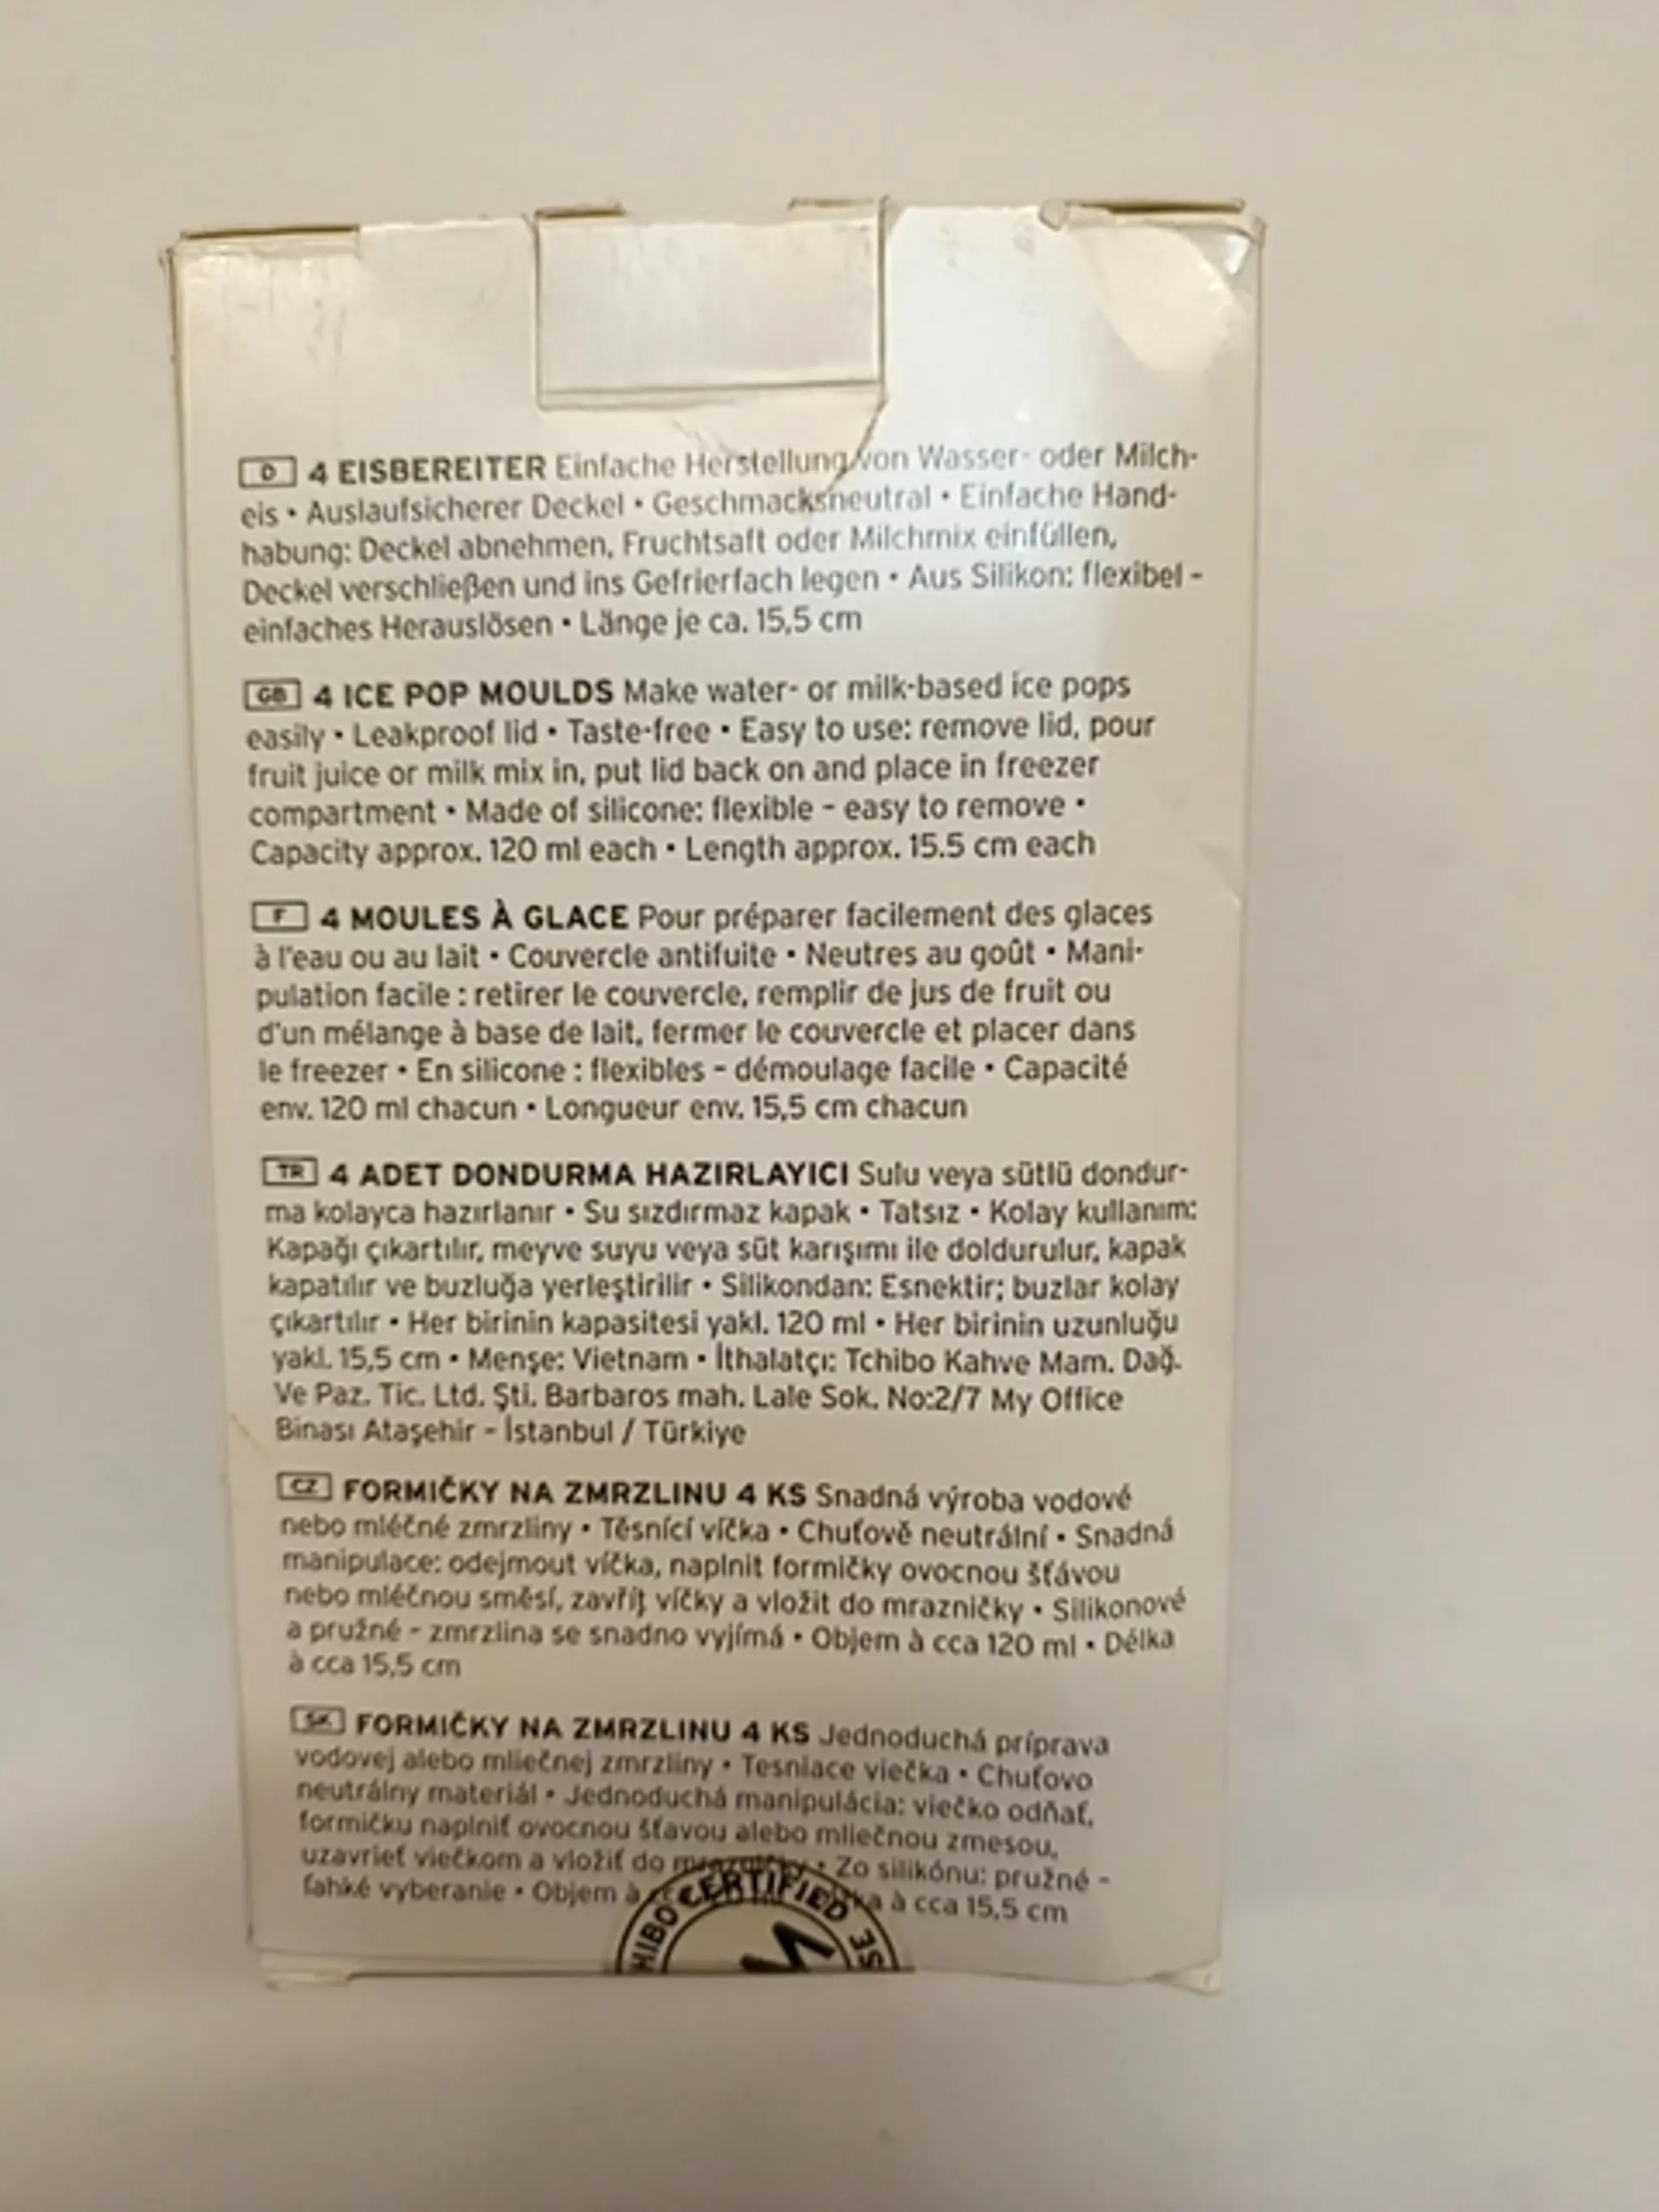 D 4 EISBEREITER Einfache Herstellung von Wasser- oder Milch-
eis • Auslaufsicherer Deckel • Geschmacksneutral • Einfache Hand-
habung: Deckel abnehmen, Fruchtsaft oder Milchmix einfüllen,
Deckel verschließen und ins Gefrierfach legen • Aus Silikon: flexibel –
einfaches Herauslösen • Länge je ca. 15,5 cm
GB 4 ICE POP MOULDS Make water- or milk-based ice pops
easily • Leakproof lid • Taste-free • Easy to use: remove lid, pour
fruit juice or milk mix in, put lid back on and place in freezer
compartment • Made of silicone: flexible – easy to remove •
Capacity approx. 120 ml each • Length approx. 15.5 cm each
F 4 MOULES À GLACE Pour préparer facilement des glaces
à l'eau ou au lait • Couvercle antifuite • Neutres au goût • Mani-
pulation facile : retirer le couvercle, remplir de jus de fruit ou
d'un mélange à base de lait, fermer le couvercle et placer dans
le freezer • En silicone : flexibles – démoulage facile • Capacité
env. 120 ml chacun • Longueur env. 15,5 cm chacun
TR 4 ADET DONDURMA HAZIRLAYICI Sulu veya sütlü dondur-
ma kolayca hazırlanır • Su sızdırmaz kapak • Tatsız • Kolay kullanım:
Kapağı çıkartılır, meyve suyu veya süt karışımı ile doldurulur, kapak
kapatılır ve buzluğa yerleştirilir • Silikondan: Esnektir; buzlar kolay
çıkartılır • Her birinin kapasitesi yakl. 120 ml • Her birinin uzunluğu
yakl. 15,5 cm • Menşe: Vietnam • İthalatçı: Tchibo Kahve Mam. Dağ.
Ve Paz. Tic. Ltd. Şti. Barbaros mah. Lale Sok. No:2/7 My Office
Binası Ataşehir – İstanbul / Türkiye
CZ FORMIČKY NA ZMRZLINU 4 KS Snadná výroba vodové
nebo mléčné zmrzliny • Těsnící víčka • Chuťově neutrální • Snadná
manipulace: odejmout víčka, naplnit formičky ovocnou šťávou
nebo mléčnou směsí, zavřít víčky a vložit do mrazničky • Silikonové
a pružné – zmrzlina se snadno vyjímá • Objem à cca 120 ml • Délka
à cca 15,5 cm
SK FORMIČKY NA ZMRZLINU 4 KS Jednoduchá príprava
vodovej alebo mliečnej zmrzliny • Tesniace viečka • Chuťovo
neutrálny materiál • Jednoduchá manipulácia: viečko odňať,
formičku naplniť ovocnou šťavou alebo mliečnou zmesou,
uzavrieť viečkom a vložiť do mrazničky • Zo silikónu: pružné –
ľahké vyberanie • Objem à à cca 15,5 cm
HIBO CERTIFIED SE